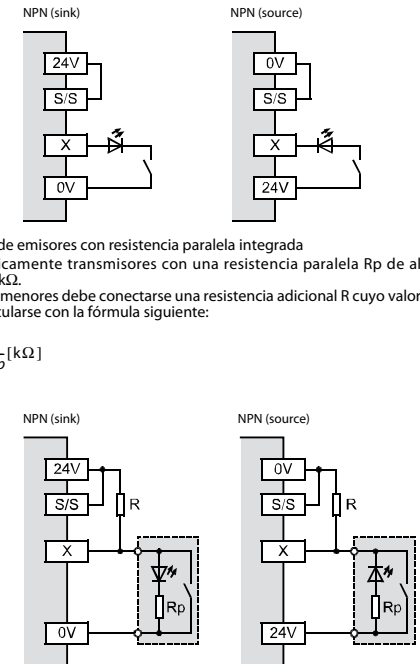 NPN (sink) NPN (source)
24V 0V
S/S S/S
X X
0V 24V
de emisores con resistencia paralela integrada
icamente transmisores con una resistencia paralela Rp de al
kΩ.
menores debe conectarse una resistencia adicional R cuyo valor
cularse con la fórmula siguiente:
[kΩ]
NPN (sink) NPN (source)
24V 0V
S/S R S/S R
X X
Rp Rp
0V 24V